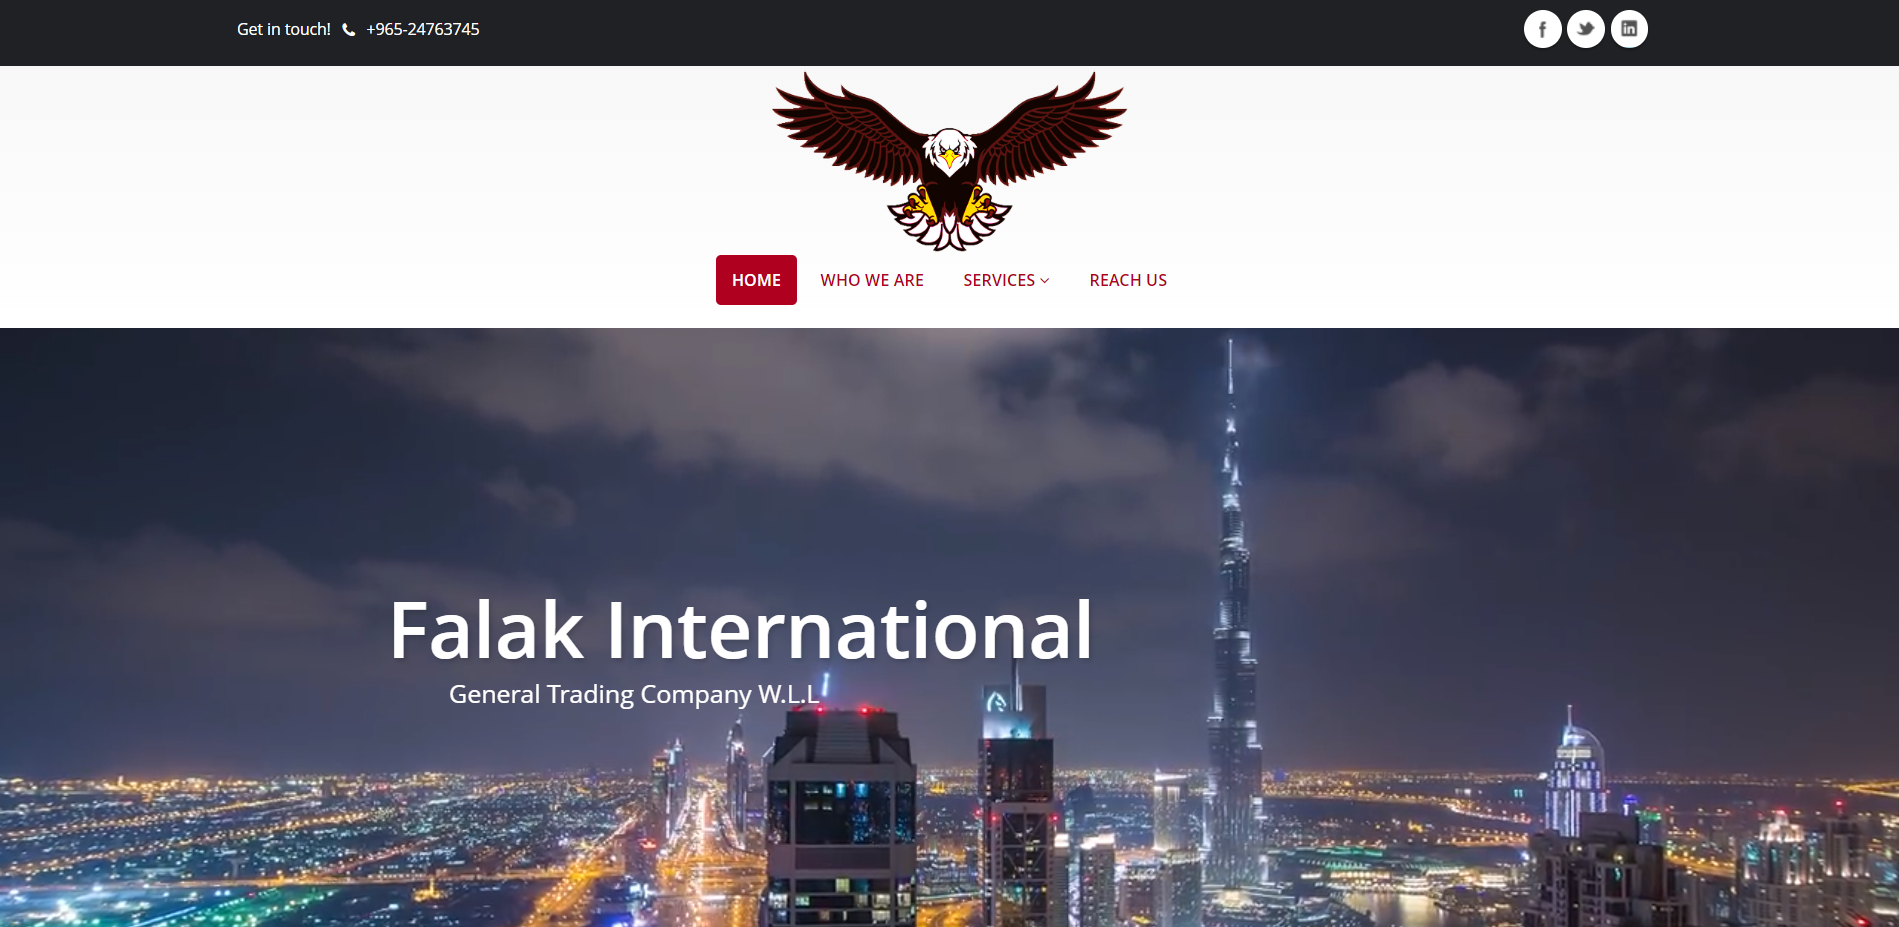 Get in touch! +965-24763745
HOME WHO WE ARE SERVICES REACH US
Falak International
General Trading Company W.L.L